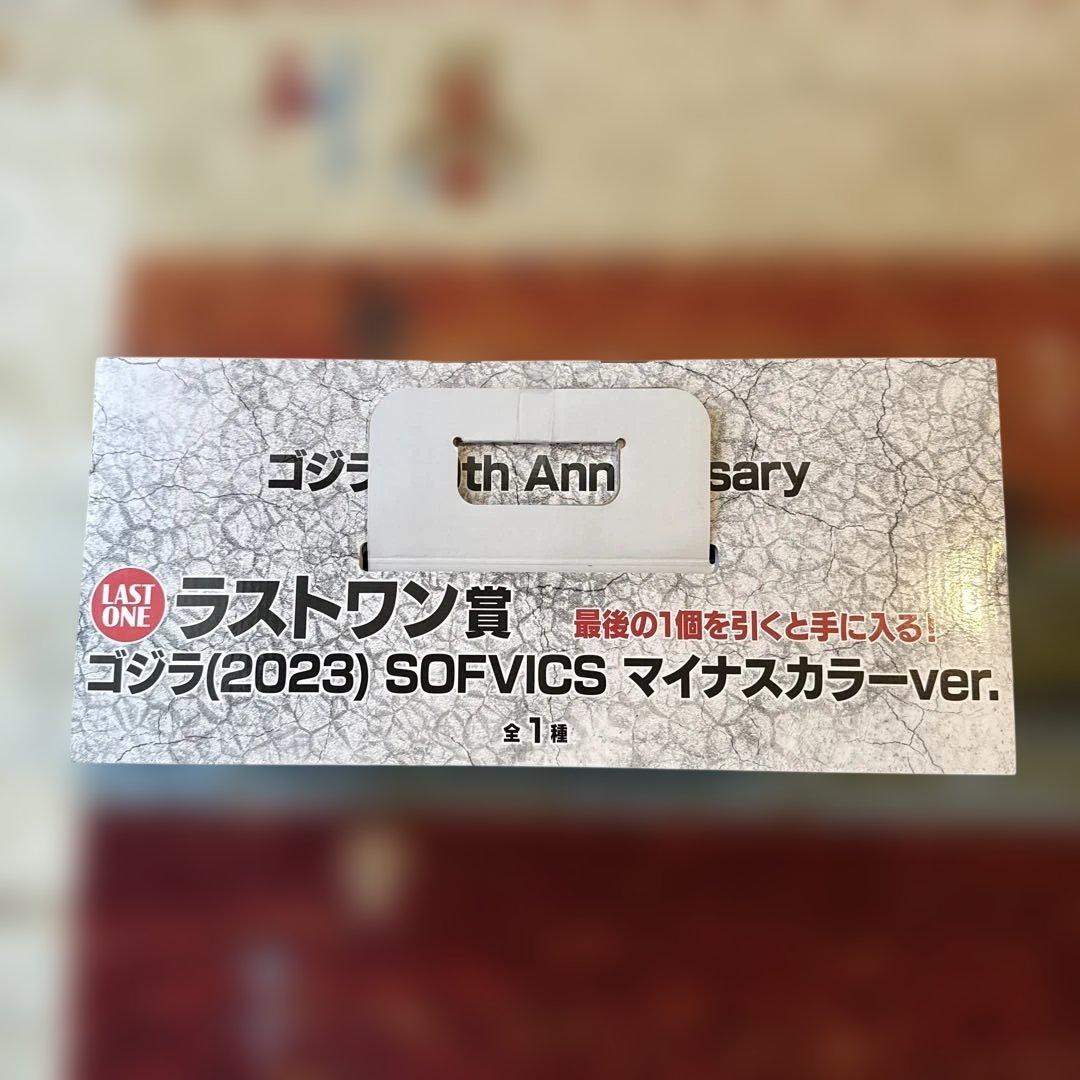 ゴジラ th Ann sary
LAST ONE ラストワン賞 最後の1個を引くと手に入る!
ゴジラ(2023) SOFVICS マイナスカラーver.
全1種